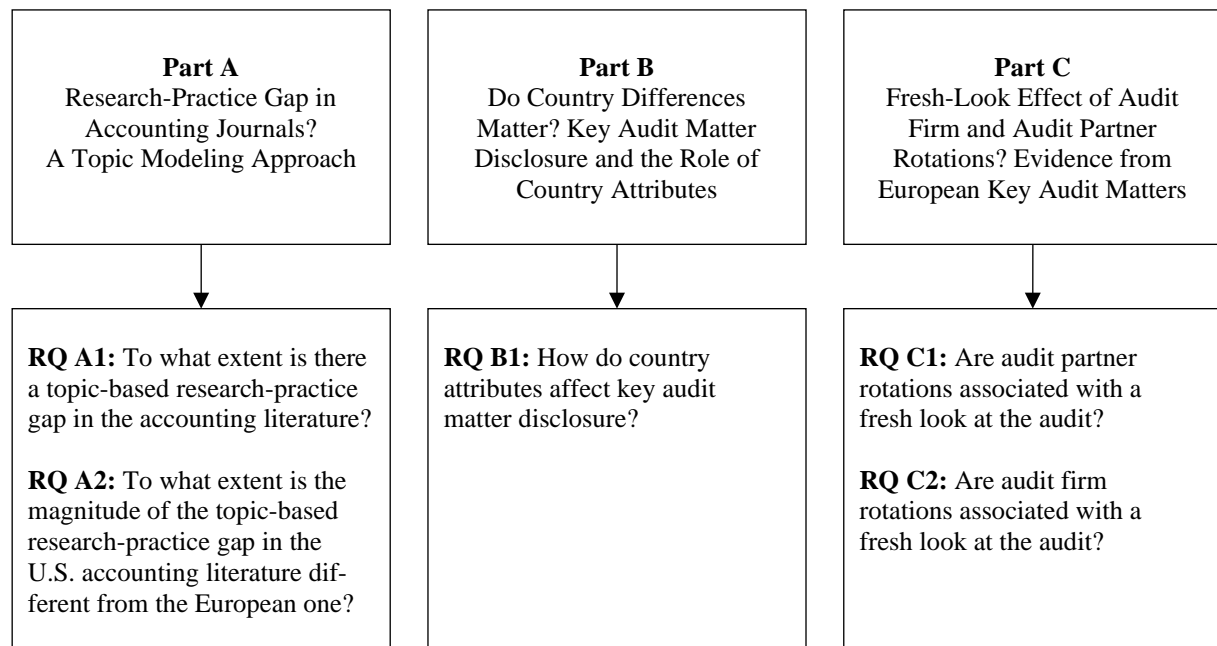 Part A
Research-Practice Gap in
Accounting Journals?
A Topic Modeling Approach
Part B
Do Country Differences
Matter? Key Audit Matter
Disclosure and the Role of
Country Attributes
Part C
Fresh-Look Effect of Audit
Firm and Audit Partner
Rotations? Evidence from
European Key Audit Matters
RQ A1: To what extent is there
a topic-based research-practice
gap in the accounting literature?
RQ A2: To what extent is the
magnitude of the topic-based
research-practice gap in the
U.S. accounting literature dif-
ferent from the European one?
RQ B1: How do country
attributes affect key audit
matter disclosure?
RQ C1: Are audit partner
rotations associated with a
fresh look at the audit?
RQ C2: Are audit firm
rotations associated with a
fresh look at the audit?